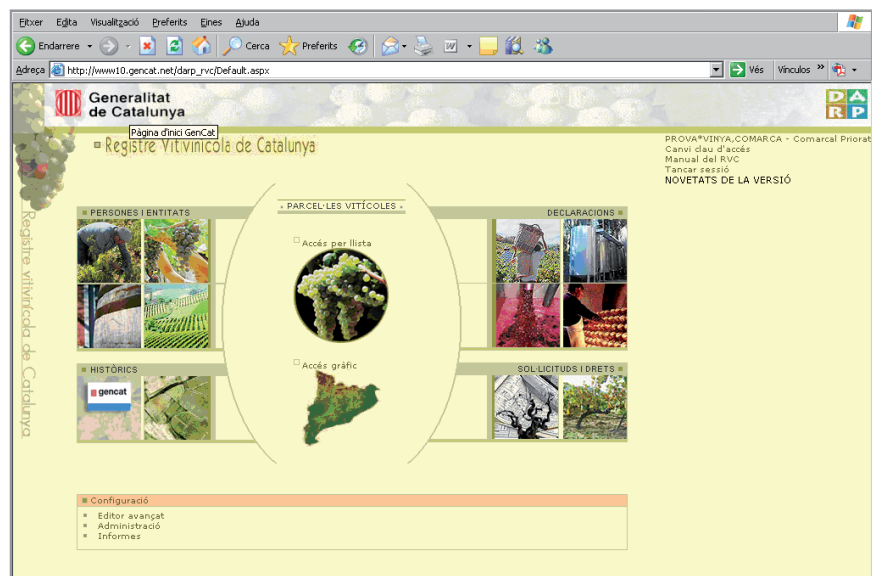 Eitxer Edita Visualització Preferits Eines Ajuda
Endarrere Cerca Preferits
Adreça http://www10.gencat.net/darp_rvc/Default.aspx Vés Vínculos »
Generalitat
de Catalunya
DA
RP
Pàgina d'inici GenCat
Registre Vitivinícola de Catalunya
PROVA*VINYA,COMARCA - Comarcal Priorat
Canvi clau d'accés
Manual del RVC
Tancar sessió
NOVETATS DE LA VERSIÓ
Registre vitivinícola de Catalunya
PERSONES I ENTITATS
PARCEL·LES VITÍCOLES
DECLARACIONS
Accés per llista
HISTÒRICS
Accés gràfic
SOL·LICITUDS I DRETS
gencat
Configuració
Editor avançat
Administració
Informes